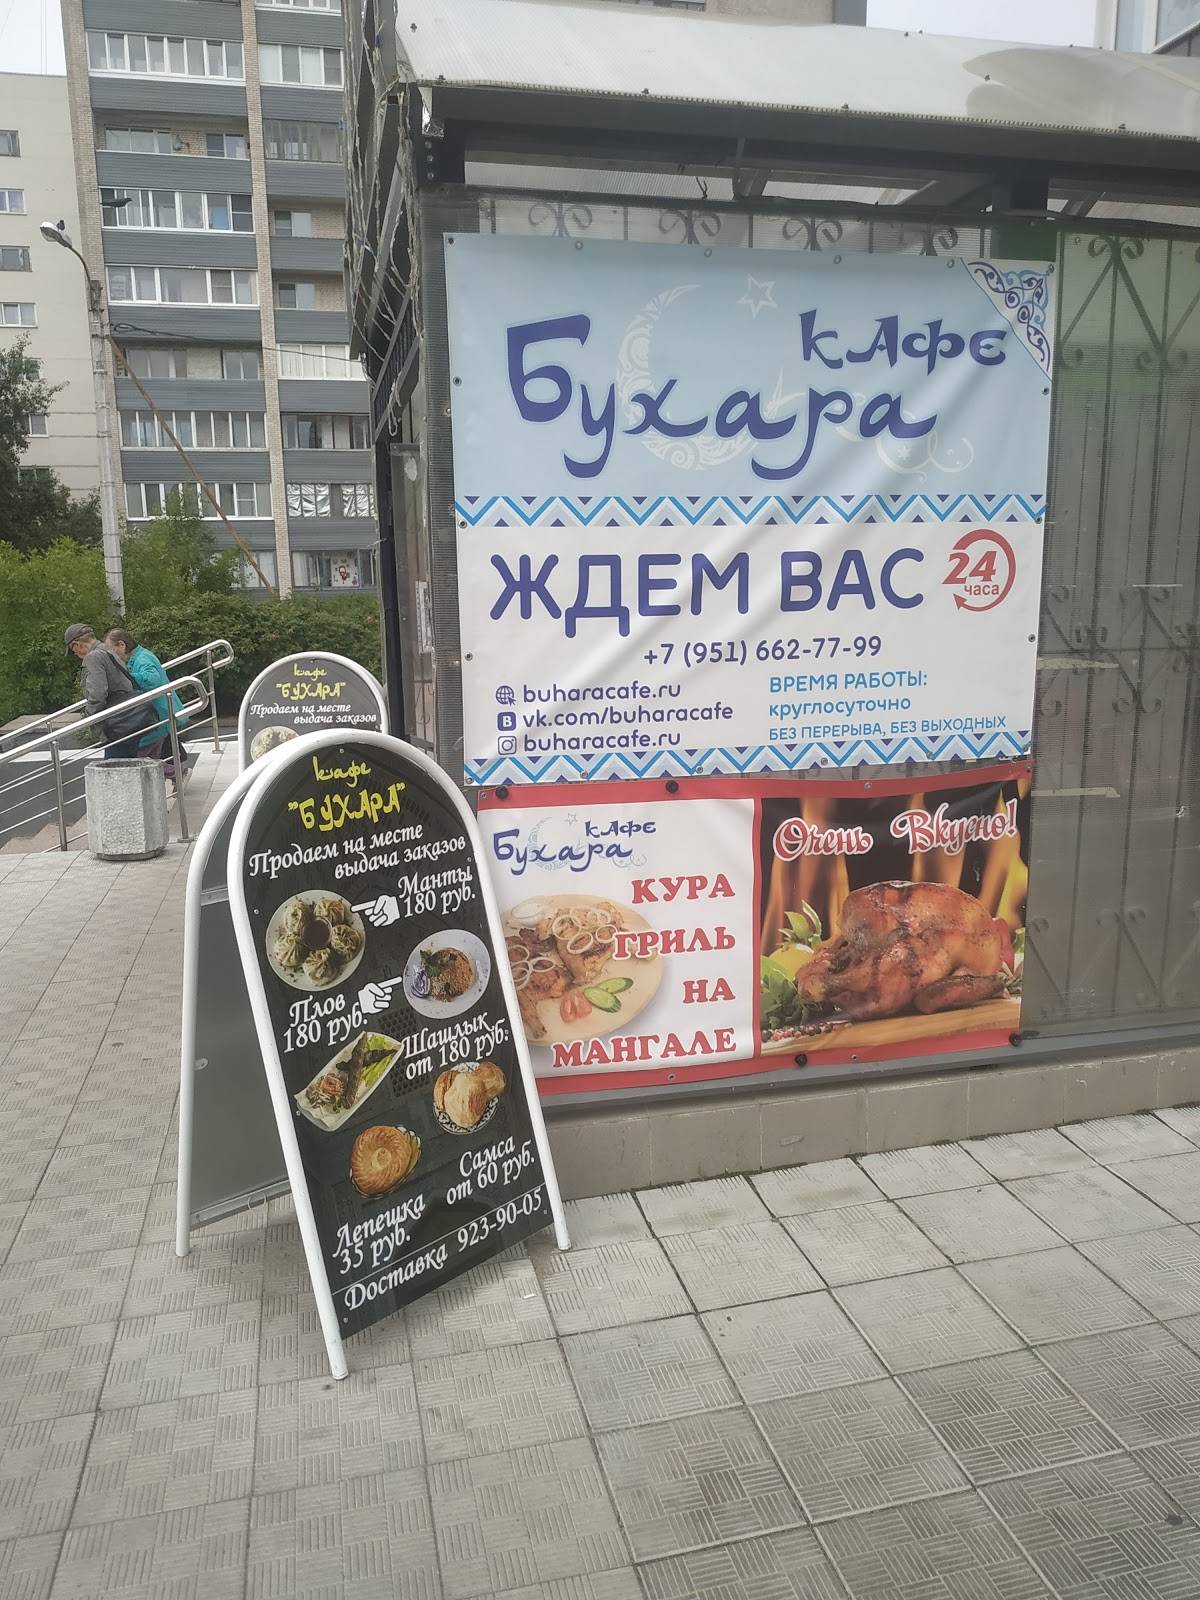 кафе
Бухара
ЖДЕМ ВАС
24
часа
+7 (951) 662-77-99
buharacafe.ru
vk.com/buharacafe
buharacafe.ru
ВРЕМЯ РАБОТЫ:
круглосуточно
БЕЗ ПЕРЕРЫВА, БЕЗ ВЫХОДНЫХ
кафе
Бухара
КУРА
ГРИЛЬ
НА
МАНГАЛЕ
Очень Вкусно!
кафе
"БУХАРА"
Продаем на месте
выдача заказов
кафе
"БУХАРА"
Продаем на месте
выдача заказов
Манты
180 руб.
Плов
180 руб.
Шашлык
от 180 руб.
Самса
от 60 руб.
Лепешка
35 руб.
Доставка 923-90-05